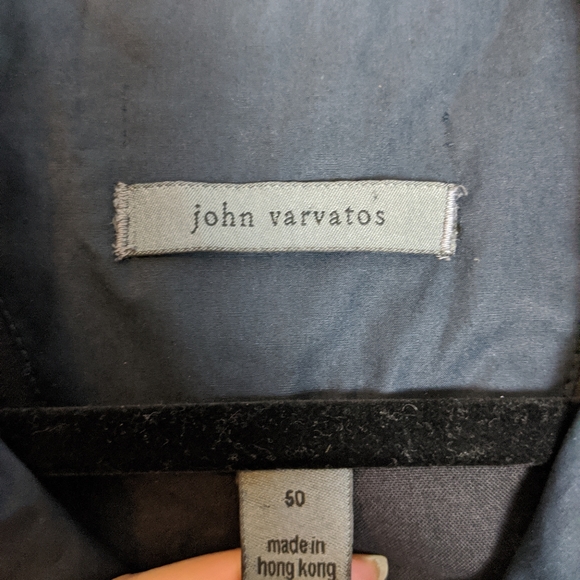 john varvatos
50
made in
hong kong